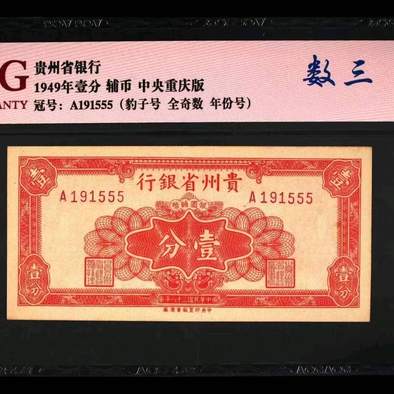 G 贵州省银行
ANTY 1949年壹分 辅币 中央重庆版
冠号：A191555（豹子号 全奇数 年份号）
数三
壹 行銀省州貴 壹
A191555 A191555
分壹
壹分 壹分